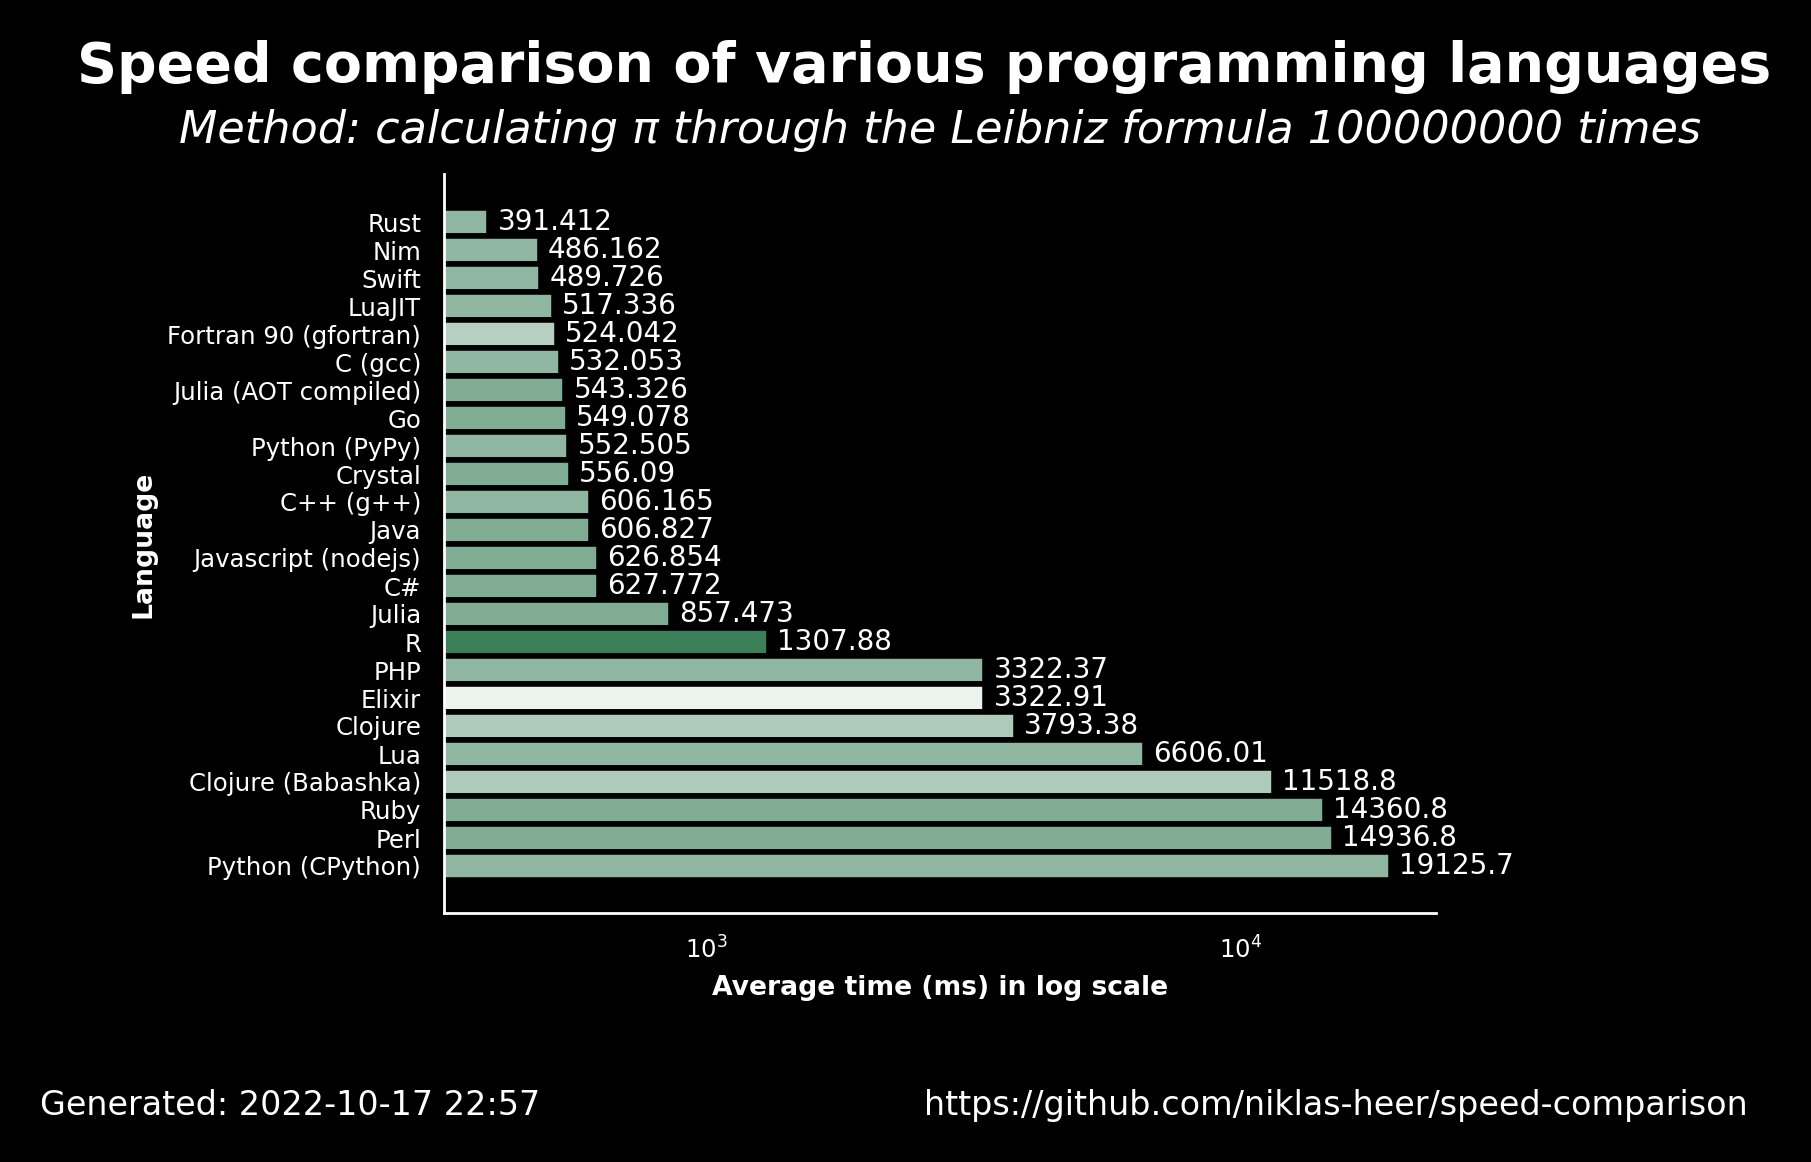 Speed comparison of various programming languages
Method: calculating π through the Leibniz formula 100000000 times
Language
Rust 391.412
Nim 486.162
Swift 489.726
LuaJIT 517.336
Fortran 90 (gfortran) 524.042
C (gcc) 532.053
Julia (AOT compiled) 543.326
Go 549.078
Python (PyPy) 552.505
Crystal 556.09
C++ (g++) 606.165
Java 606.827
Javascript (nodejs) 626.854
C# 627.772
Julia 857.473
R 1307.88
PHP 3322.37
Elixir 3322.91
Clojure 3793.38
Lua 6606.01
Clojure (Babashka) 11518.8
Ruby 14360.8
Perl 14936.8
Python (CPython) 19125.7
10³ 10⁴
Average time (ms) in log scale
Generated: 2022-10-17 22:57 https://github.com/niklas-heer/speed-comparison